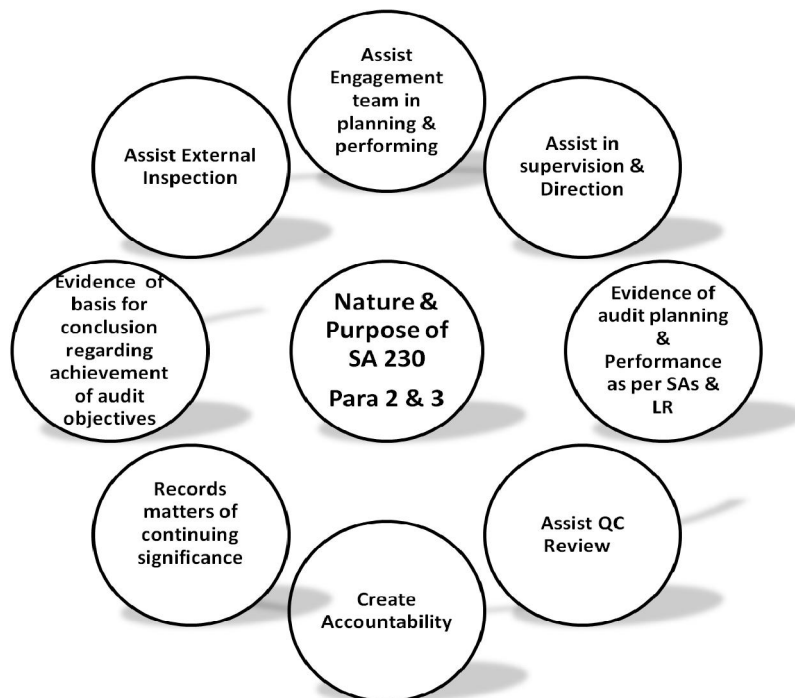 Assist
Engagement
team in
planning &
performing
Assist in
supervision &
Direction
Evidence of
audit planning
&
Performance
as per SAs &
LR
Assist QC
Review
Create
Accountability
Records
matters of
continuing
significance
Evidence of
basis for
conclusion
regarding
achievement
of audit
objectives
Assist External
Inspection
Nature &
Purpose of
SA 230
Para 2 & 3